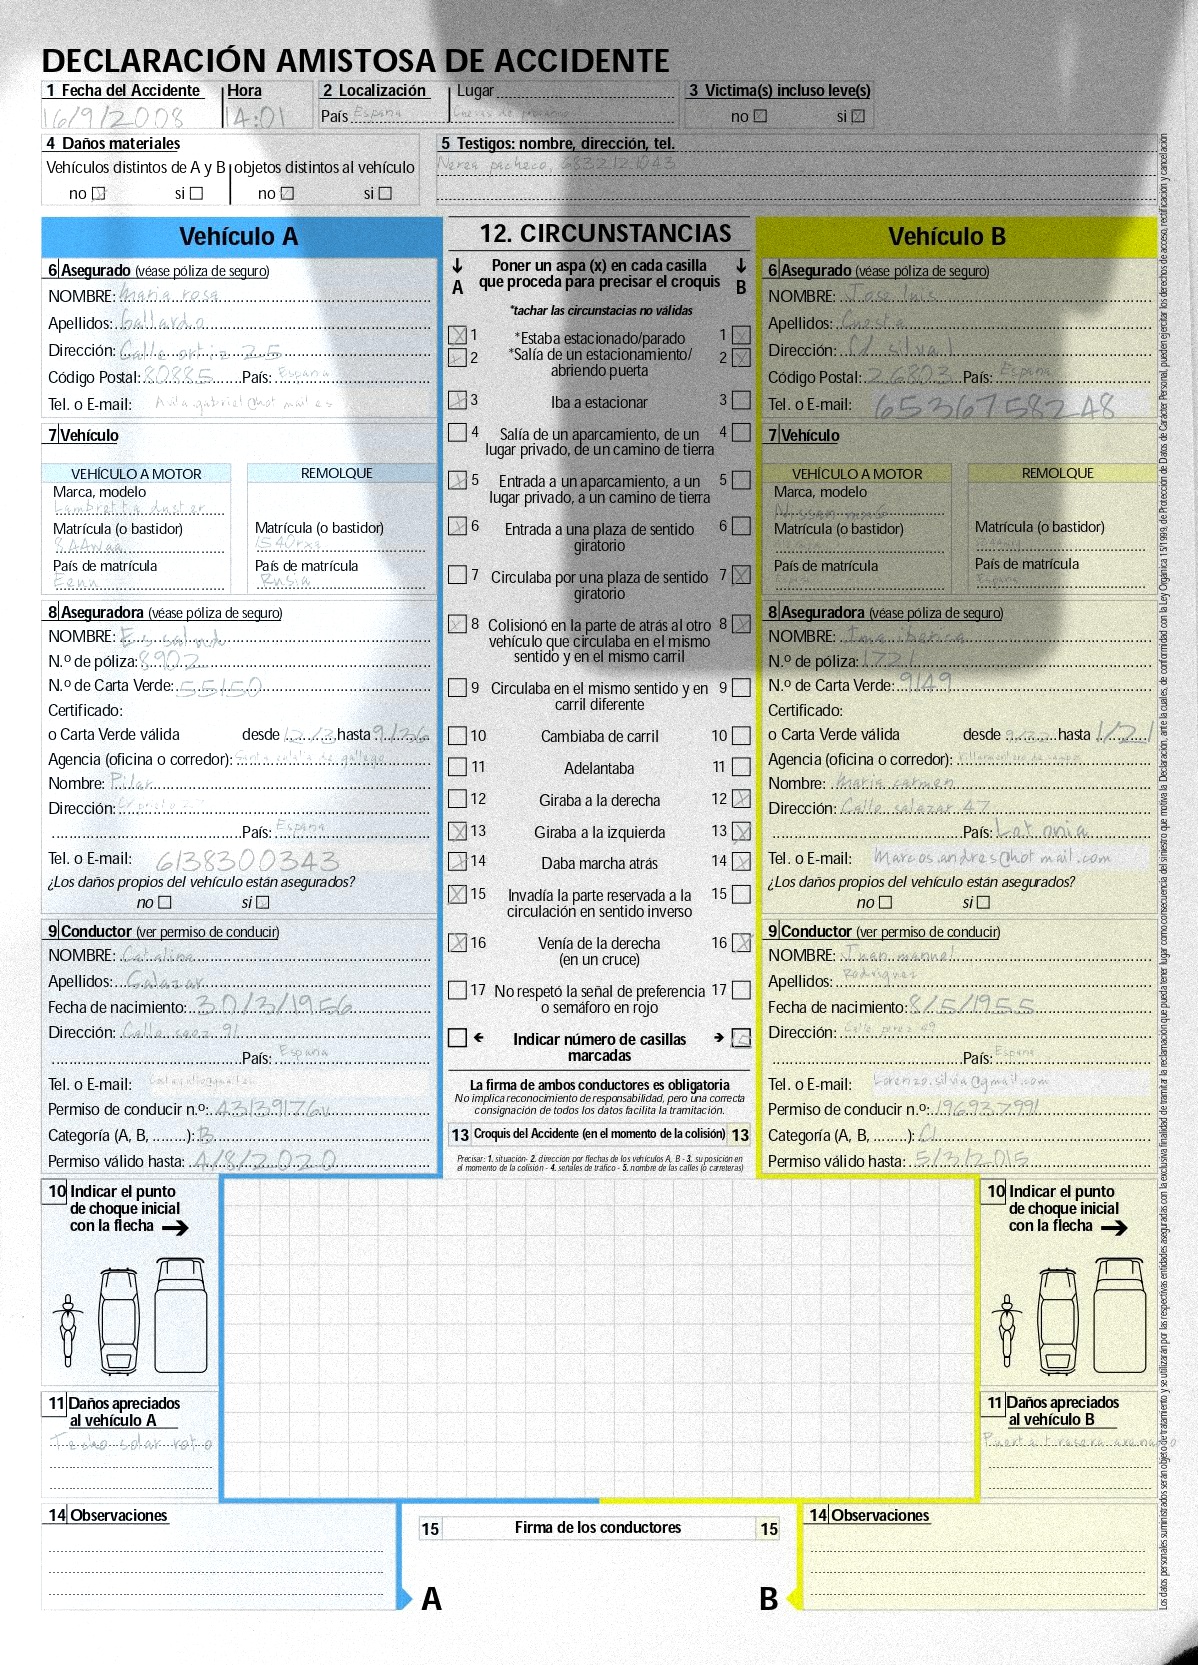 DECLARACIÓN AMISTOSA DE ACCIDENTE
1 Fecha del Accidente Hora 2 Localización Lugar 3 Victima(s) incluso leve(s)
16/9/2008 14:01 País España no si
4 Daños materiales
Vehículos distintos de A y B objetos distintos al vehículo
no si no si
5 Testigos: nombre, dirección, tel.
Nerea pacheco 6832121043
Vehículo A
6 Asegurado (véase póliza de seguro)
NOMBRE: Maria rosa
Apellidos: Gallardo
Dirección: Calle ortiz 25
Código Postal: 80885 País: España
Tel. o E-mail: Avila.gabriel@hotmail.es
7 Vehículo
VEHÍCULO A MOTOR REMOLQUE
Marca, modelo
Lambretta duster
Matrícula (o bastidor) Matrícula (o bastidor)
País de matrícula País de matrícula
Rusia
8 Aseguradora (véase póliza de seguro)
NOMBRE: Essalud
N.º de póliza: 8902
N.º de Carta Verde: 55150
Certificado:
o Carta Verde válida desde 12/3 hasta 9/36
Agencia (oficina o corredor):
Nombre: Pilar
Dirección:
País: España
Tel. o E-mail: 6138300343
¿Los daños propios del vehículo están asegurados?
no si
9 Conductor (ver permiso de conducir)
NOMBRE: Catalina
Apellidos: Galazar
Fecha de nacimiento: 30/3/1956
Dirección: Calle saez 91
País: España
Tel. o E-mail:
Permiso de conducir n.º: 43139176v
Categoría (A, B, ........): B
Permiso válido hasta: 4/8/2020
12. CIRCUNSTANCIAS
A B
Poner un aspa (x) en cada casilla
que proceda para precisar el croquis
*tachar las circunstacias no válidas
1 *Estaba estacionado/parado 1
2 *Salía de un estacionamiento/ 2
abriendo puerta
3 Iba a estacionar 3
4 Salía de un aparcamiento, de un 4
lugar privado, de un camino de tierra
5 Entrada a un aparcamiento, a un 5
lugar privado, a un camino de tierra
6 Entrada a una plaza de sentido 6
giratorio
7 Circulaba por una plaza de sentido 7
giratorio
8 Colisionó en la parte de atrás al otro 8
vehículo que circulaba en el mismo
sentido y en el mismo carril
9 Circulaba en el mismo sentido y en 9
carril diferente
10 Cambiaba de carril 10
11 Adelantaba 11
12 Giraba a la derecha 12
13 Giraba a la izquierda 13
14 Daba marcha atrás 14
15 Invadía la parte reservada a la 15
circulación en sentido inverso
16 Venía de la derecha 16
(en un cruce)
17 No respetó la señal de preferencia 17
o semáforo en rojo
Indicar número de casillas
marcadas
La firma de ambos conductores es obligatoria
No implica reconocimiento de responsabilidad, pero una correcta
consignación de todos los datos facilita la tramitación.
13 Croquis del Accidente (en el momento de la colisión) 13
Precisar: 1. situación- 2. dirección por flechas de los vehículos A, B - 3. su posición en
el momento de la colisión - 4. señales de tráfico - 5. nombre de las calles (o carreteras)
Vehículo B
6 Asegurado (véase póliza de seguro)
NOMBRE: Jose luis
Apellidos: Cuesta
Dirección: C/ silva 1
Código Postal: 26803 País: España
Tel. o E-mail: 6536758248
7 Vehículo
VEHÍCULO A MOTOR REMOLQUE
Marca, modelo
Nissan
Matrícula (o bastidor) Matrícula (o bastidor)
País de matrícula País de matrícula
España
8 Aseguradora (véase póliza de seguro)
NOMBRE: Ima iberica
N.º de póliza: 1721
N.º de Carta Verde: 9149
Certificado:
o Carta Verde válida desde hasta 1/21
Agencia (oficina o corredor):
Nombre: Maria carmen
Dirección: Calle salazar 47
País: Letonia
Tel. o E-mail: Marcos.andres@hotmail.com
¿Los daños propios del vehículo están asegurados?
no si
9 Conductor (ver permiso de conducir)
NOMBRE: Juan manuel
Apellidos: Rodriguez
Fecha de nacimiento: 8/5/1955
Dirección: Calle perez 49
País: España
Tel. o E-mail: Lorenzo.silvia@gmail.com
Permiso de conducir n.º: 19693799l
Categoría (A, B, ........): C1
Permiso válido hasta: 5/3/2015
10 Indicar el punto
de choque inicial
con la flecha
11 Daños apreciados
al vehículo A
Techo solar roto
10 Indicar el punto
de choque inicial
con la flecha
11 Daños apreciados
al vehículo B
Puerta trasera
14 Observaciones
15 Firma de los conductores 15
A B
14 Observaciones
Los datos personales suministrados serán objeto de tratamiento y se utilizarán por las respectivas entidades aseguradas con la exclusiva finalidad de tramitar la reclamación que pueda tener lugar como consecuencia del siniestro que motiva la Declaración, ante la cuales, de conformidad con la Ley Orgánica 15/1999, de Protección de Datos de Carácter Personal, pueden ejercitar los derechos de acceso, rectificación y cancelación